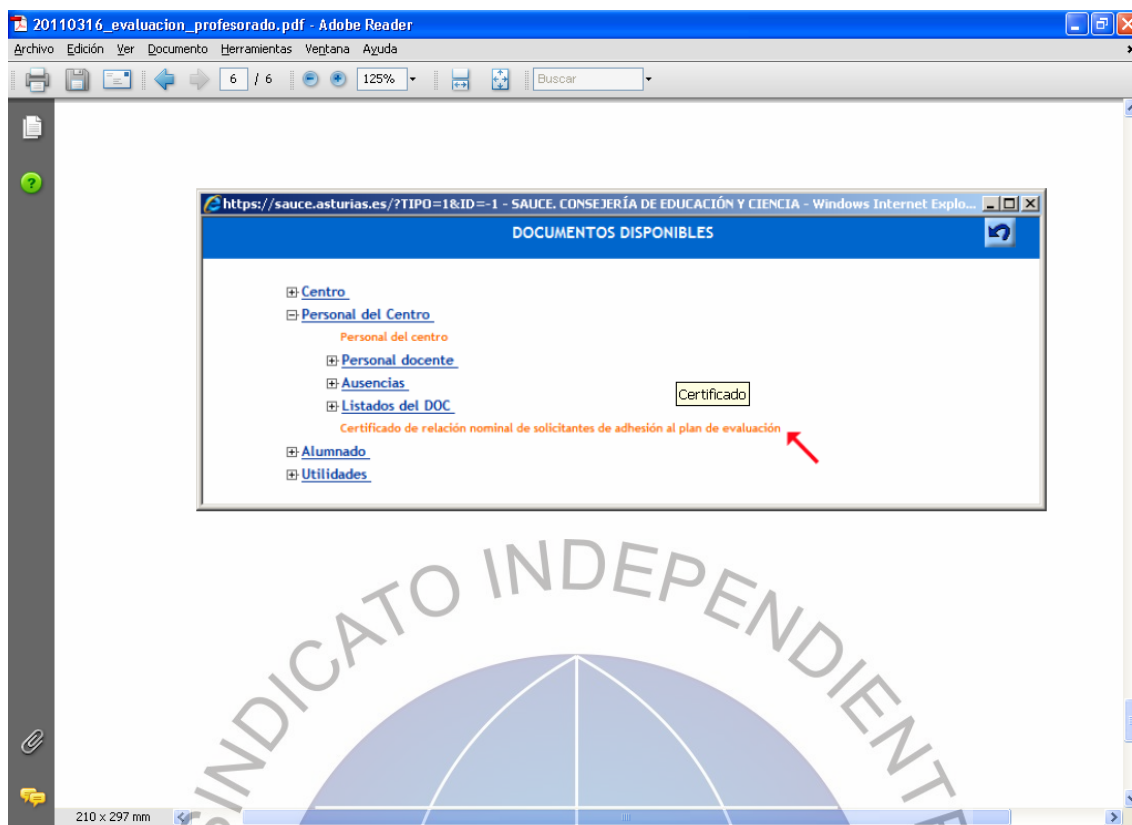 20110316_evaluacion_profesorado.pdf - Adobe Reader
Archivo Edición Ver Documento Herramientas Ventana Ayuda
6 / 6 125% Buscar
https://sauce.asturias.es/?TIPO=1&ID=-1 - SAUCE. CONSEJERÍA DE EDUCACIÓN Y CIENCIA - Windows Internet Explo...
DOCUMENTOS DISPONIBLES
Centro
Personal del Centro
Personal del centro
Personal docente
Ausencias
Listados del DOC
Certificado
Certificado de relación nominal de solicitantes de adhesión al plan de evaluación
Alumnado
Utilidades
SINDICATO INDEPENDIENTE
210 x 297 mm